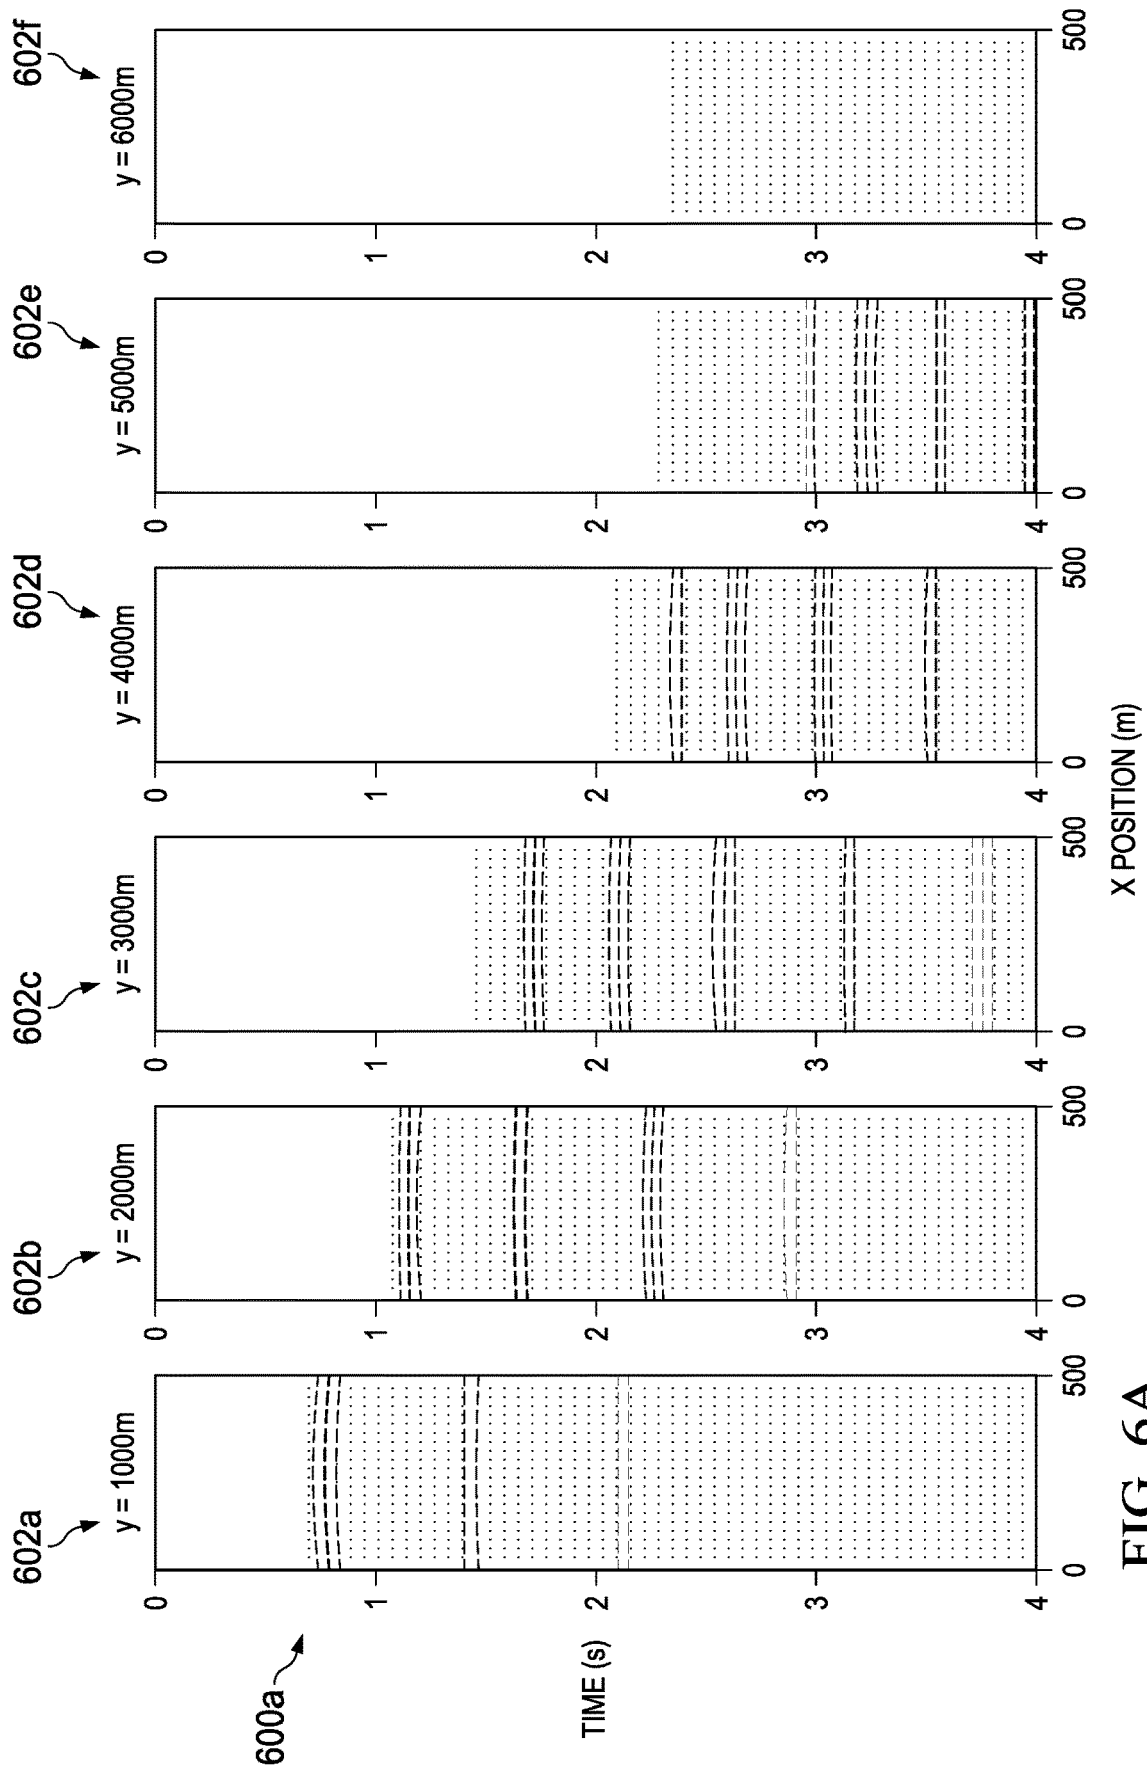 602a 602b 602c 602d 602e 602f
y = 1000m y = 2000m y = 3000m y = 4000m y = 5000m y = 6000m
0 0 0 0 0 0
600a
1 1 1 1 1 1
TIME (s) 2 2 2 2 2 2
3 3 3 3 3 3
4 4 4 4 4 4
0 500 0 500 0 500 0 500 0 500 0 500
X POSITION (m)
FIG. 6A